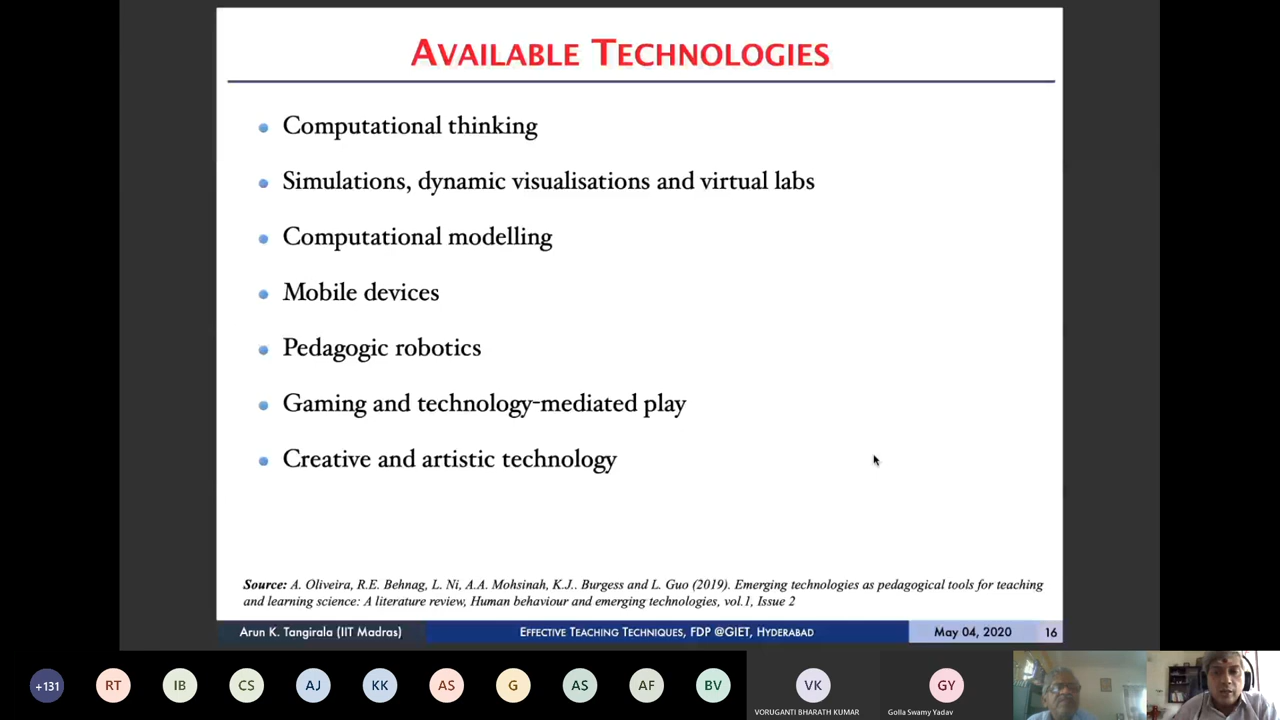 AVAILABLE TECHNOLOGIES
Computational thinking
Simulations, dynamic visualisations and virtual labs
Computational modelling
Mobile devices
Pedagogic robotics
Gaming and technology-mediated play
Creative and artistic technology
Source: A. Oliveira, R.E. Behnag, L. Ni, A.A. Mohsinah, K.J.. Burgess and L. Guo (2019). Emerging technologies as pedagogical tools for teaching
and learning science: A literature review, Human behaviour and emerging technologies, vol.1, Issue 2
Arun K. Tangirala (IIT Madras) EFFECTIVE TEACHING TECHNIQUES, FDP @GIET, HYDERABAD May 04, 2020 16
+131 RT IB CS AJ KK AS G AS AF BV VK GY
VORUGANTI BHARATH KUMAR Golla Swamy Yadav